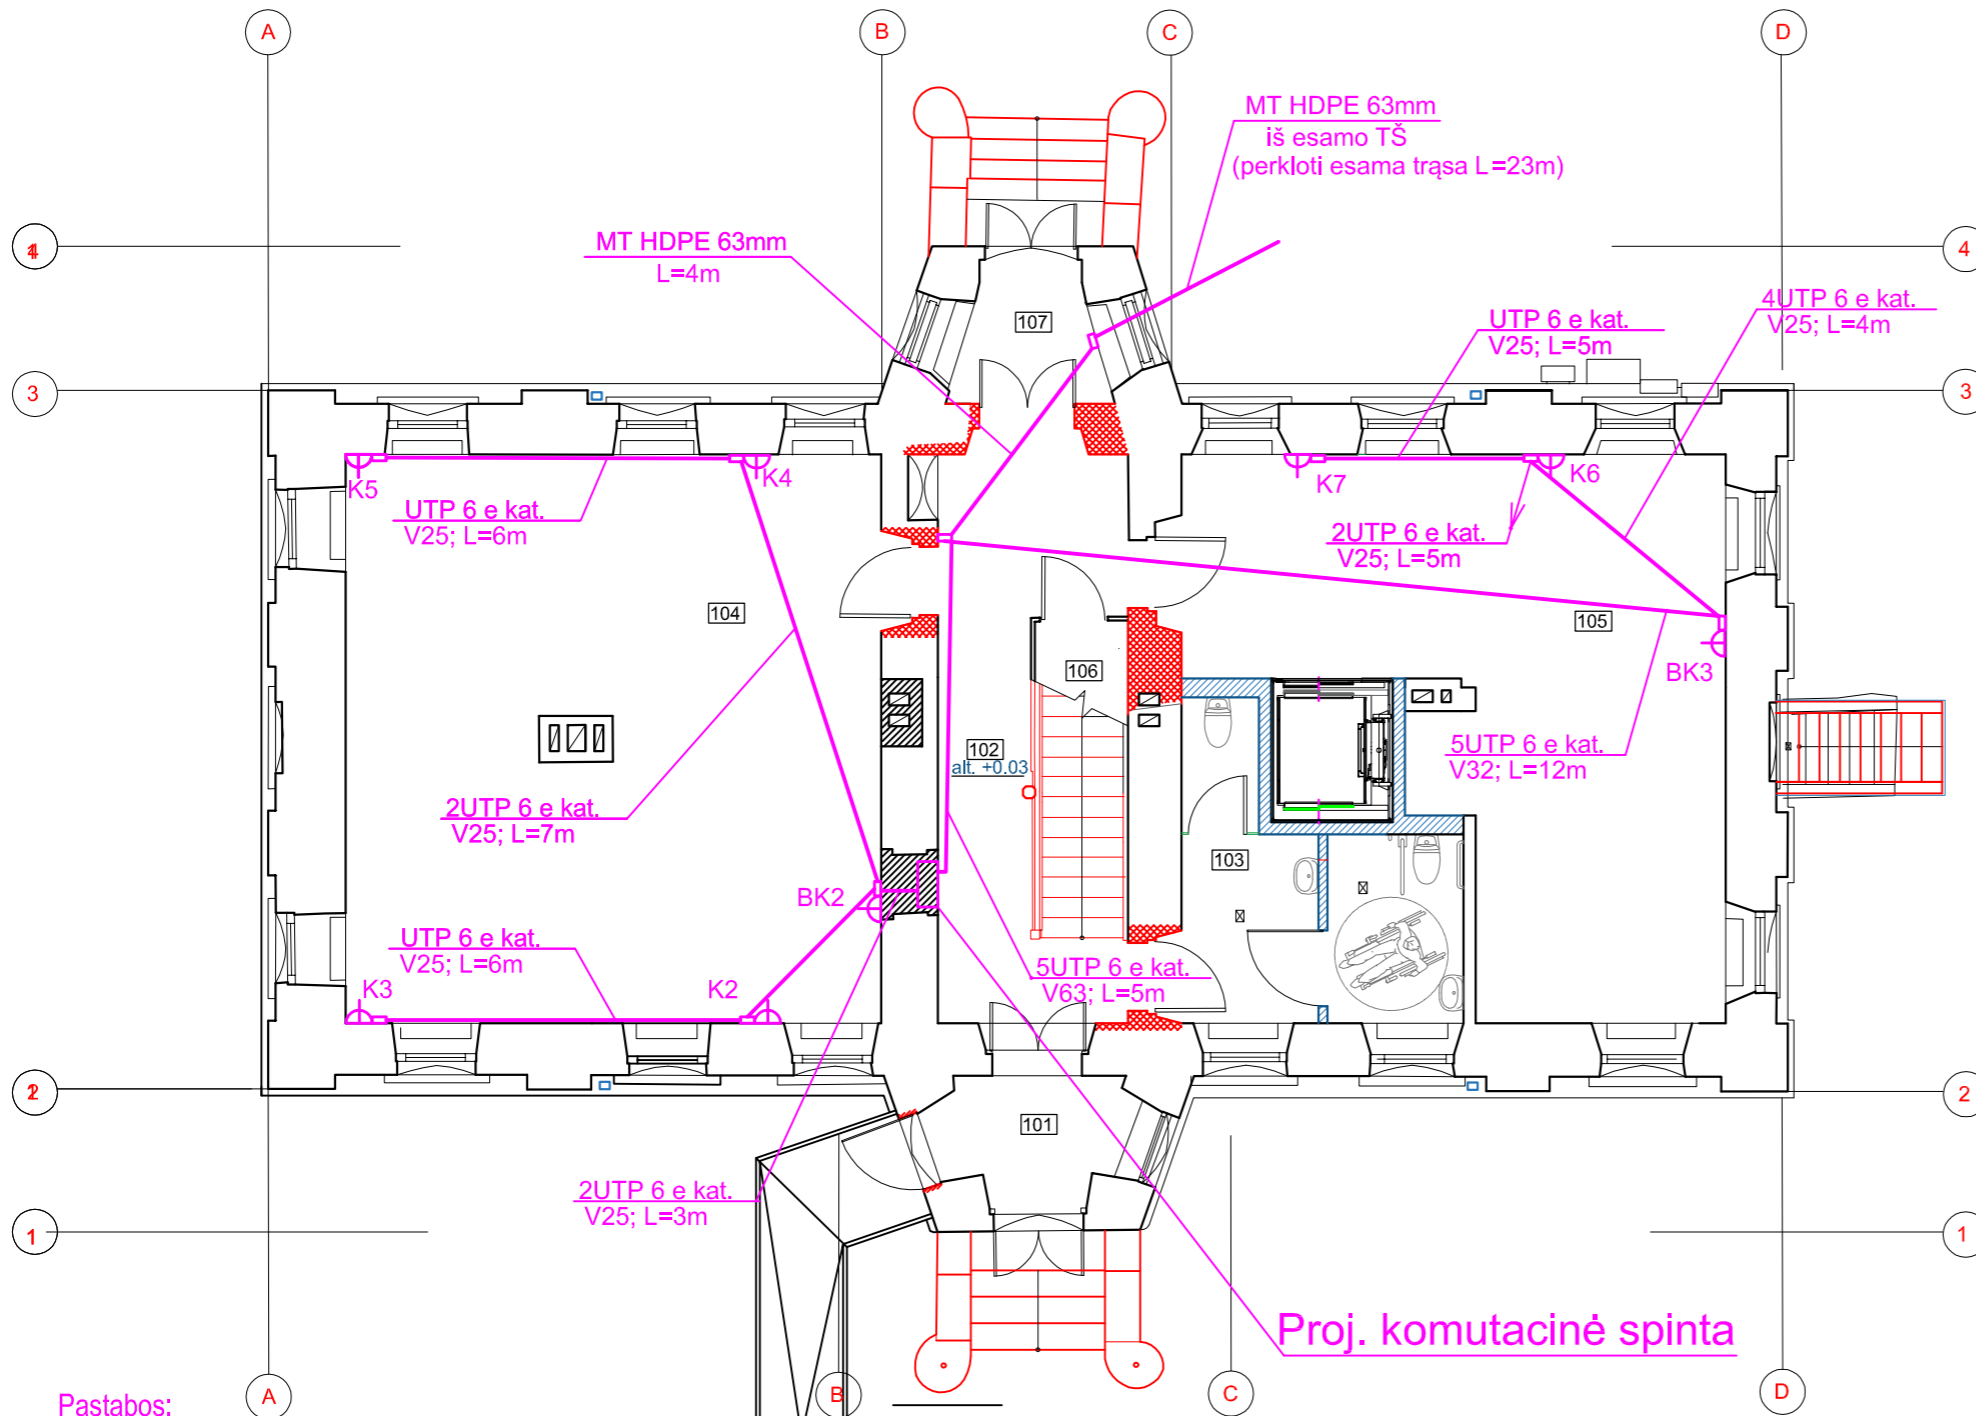 A
B
C
D
MT HDPE 63mm
iš esamo TŠ
(perkloti esama trąsa L=23m)
4
MT HDPE 63mm
L=4m
4
4UTP 6 e kat.
V25; L=4m
UTP 6 e kat.
V25; L=5m
107
3
3
K5
K4
K7
K6
UTP 6 e kat.
V25; L=6m
2UTP 6 e kat.
V25; L=5m
104
105
106
BK3
102
alt. +0.03
5UTP 6 e kat.
V32; L=12m
2UTP 6 e kat.
V25; L=7m
103
BK2
UTP 6 e kat.
V25; L=6m
5UTP 6 e kat.
V63; L=5m
K3
K2
2
101
2UTP 6 e kat.
V25; L=3m
1
1
Proj. komutacinė spinta
Pastabos:
A
B
C
D